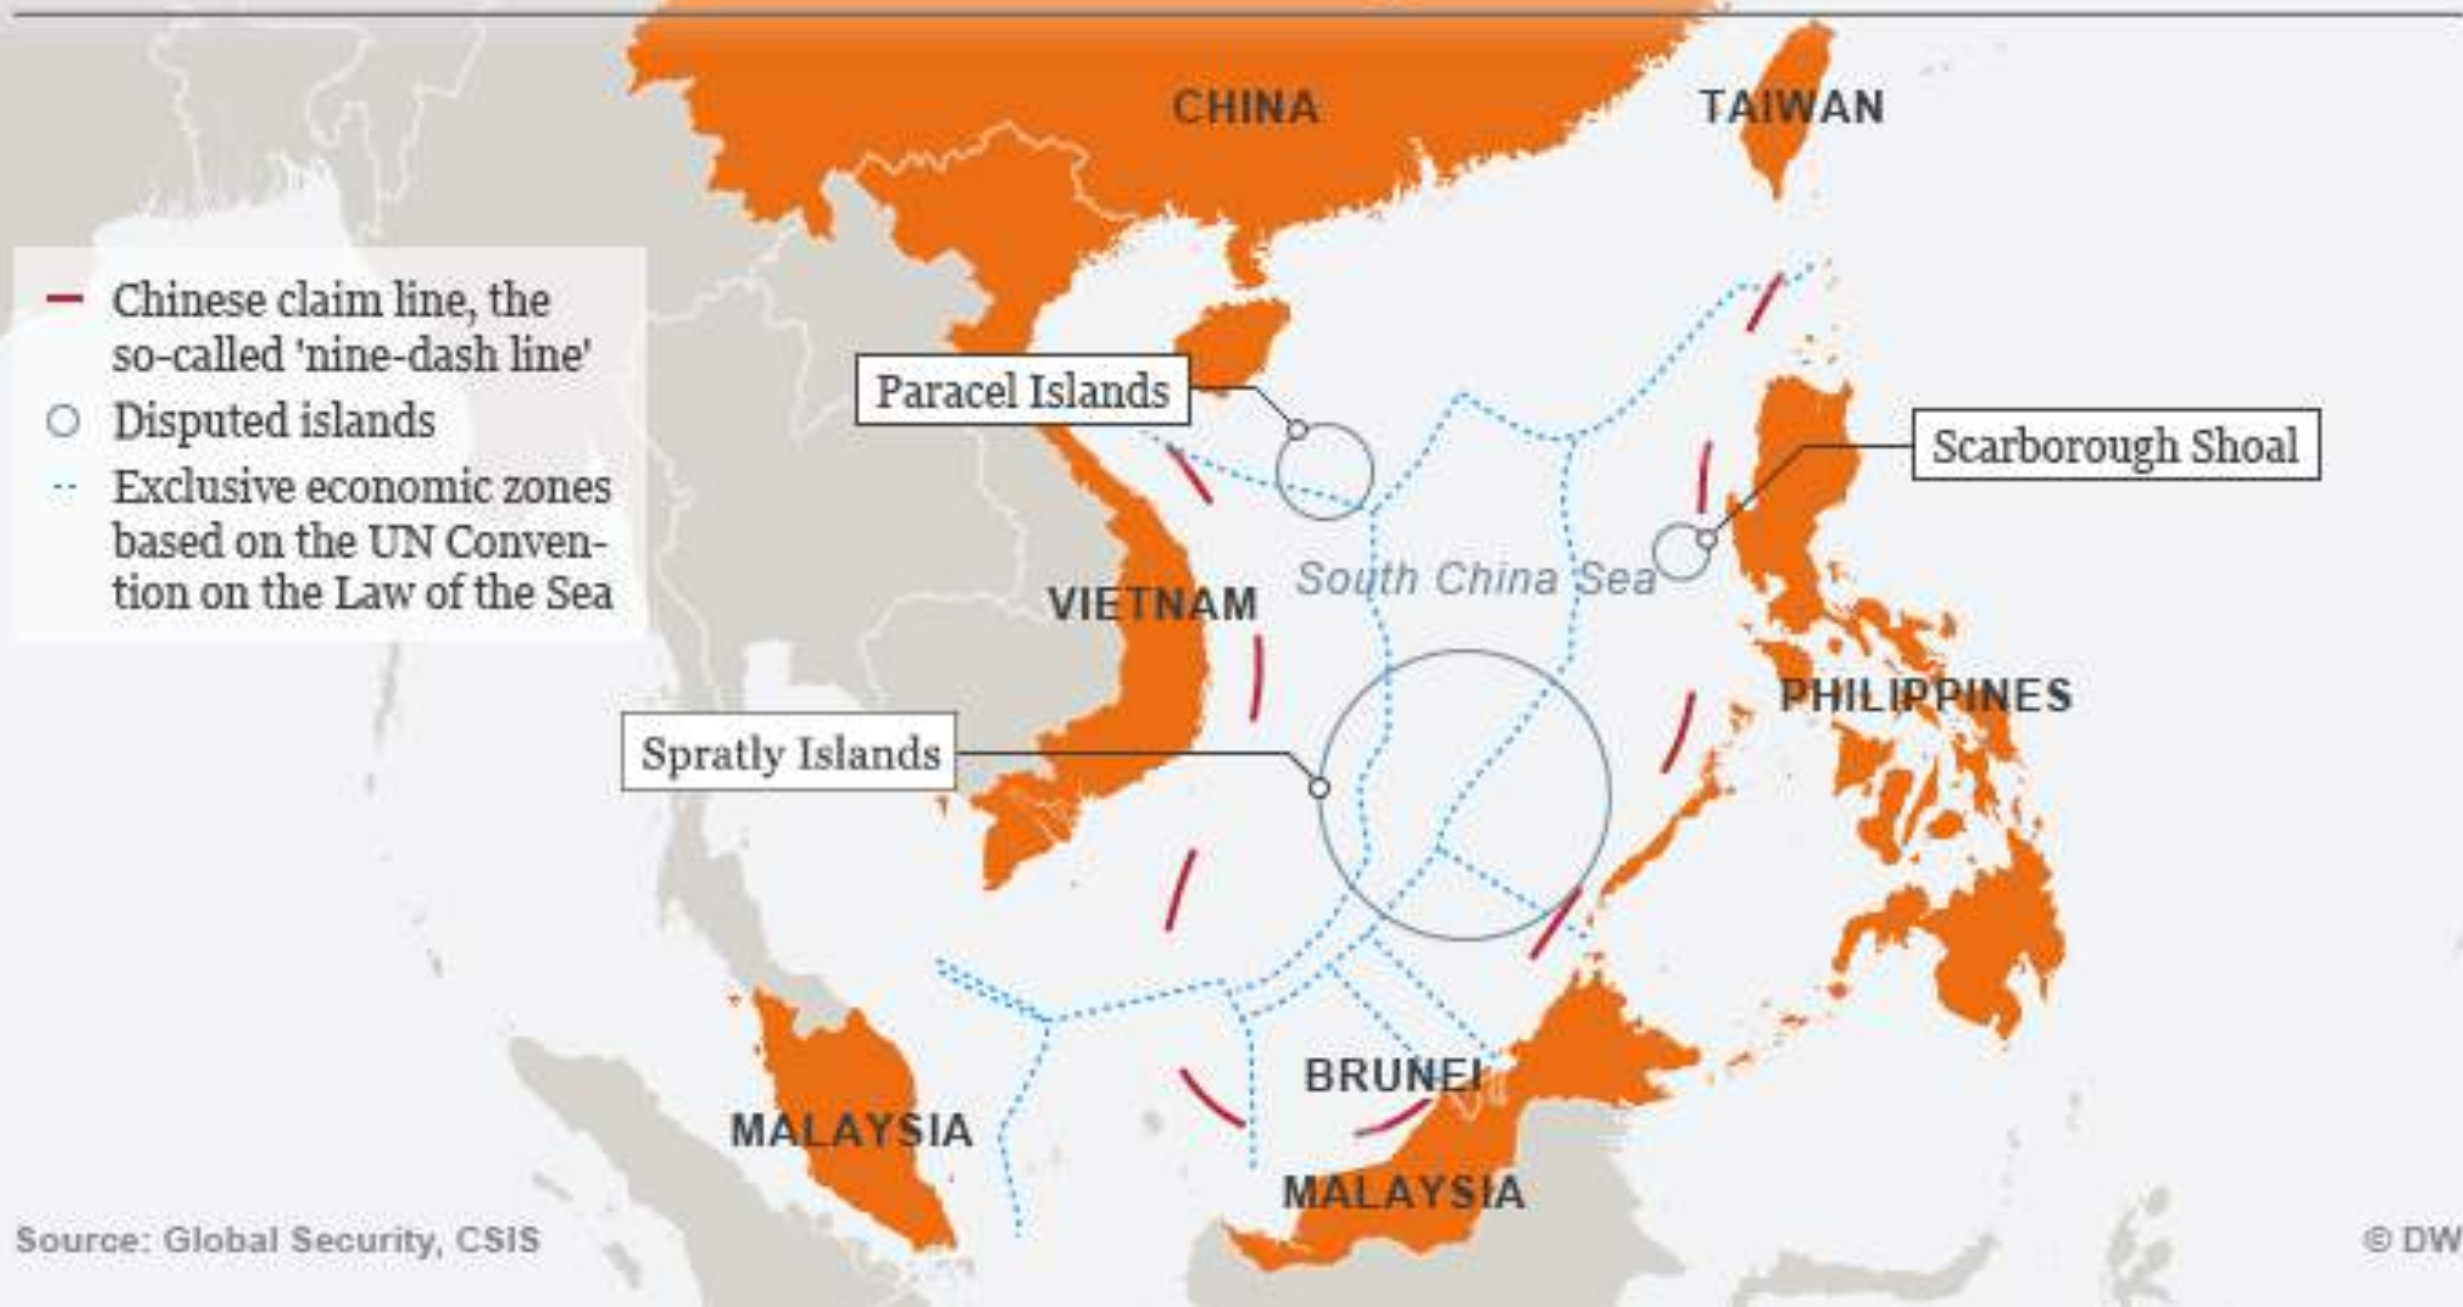 CHINA
TAIWAN
Chinese claim line, the
so-called 'nine-dash line'
Disputed islands
Exclusive economic zones
based on the UN Conven-
tion on the Law of the Sea
Paracel Islands
Scarborough Shoal
South China Sea
VIETNAM
PHILIPPINES
Spratly Islands
BRUNEI
MALAYSIA
MALAYSIA
Source: Global Security, CSIS
© DW